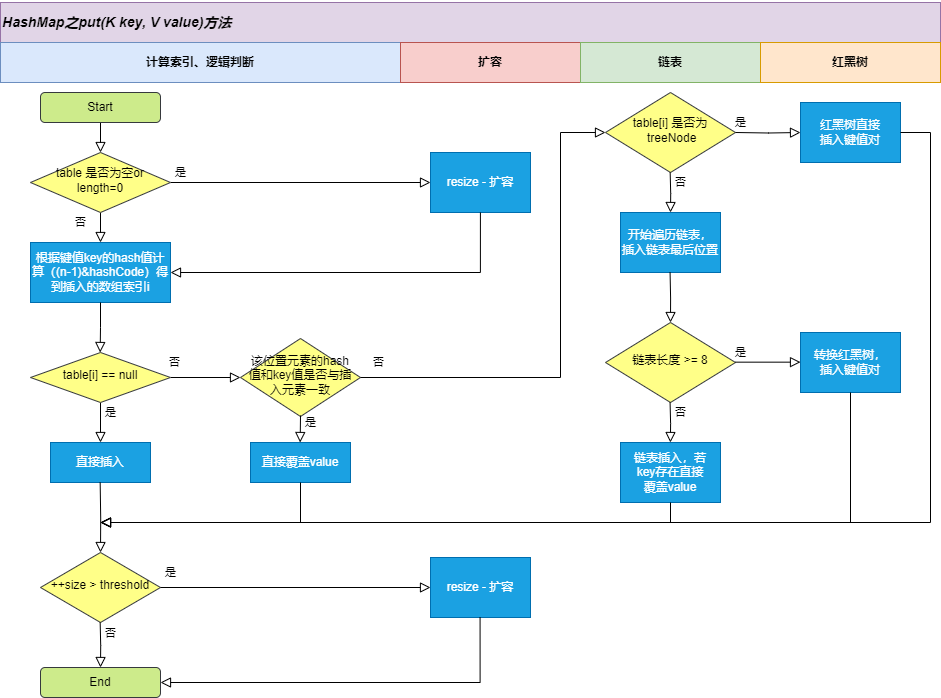 HashMap之put(K key, V value)方法
计算索引、逻辑判断
扩容
链表
红黑树
Start
table 是否为空or
length=0
是
否
resize - 扩容
根据键值key的hash值计
算（(n-1)&hashCode）得
到插入的数组索引i
table[i] == null
否
是
直接插入
该位置元素的hash
值和key值是否与插
入元素一致
否
是
直接覆盖value
table[i] 是否为
treeNode
是
否
红黑树直接
插入键值对
开始遍历链表，
插入链表最后位置
链表长度 >= 8
是
否
转换红黑树，
插入键值对
链表插入，若
key存在直接
覆盖value
++size > threshold
是
否
resize - 扩容
End